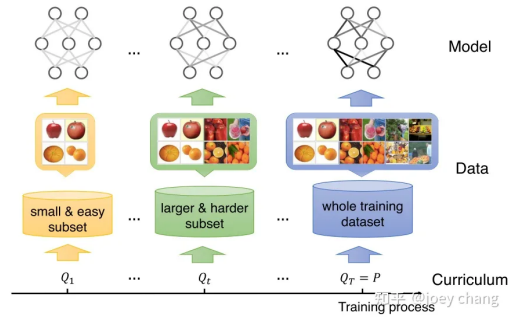 Model
...
...
Data
small & easy
subset
...
larger & harder
subset
...
whole training
dataset
Q1
...
Qt
...
QT = P
Curriculum
知乎 @joey chang
Training process